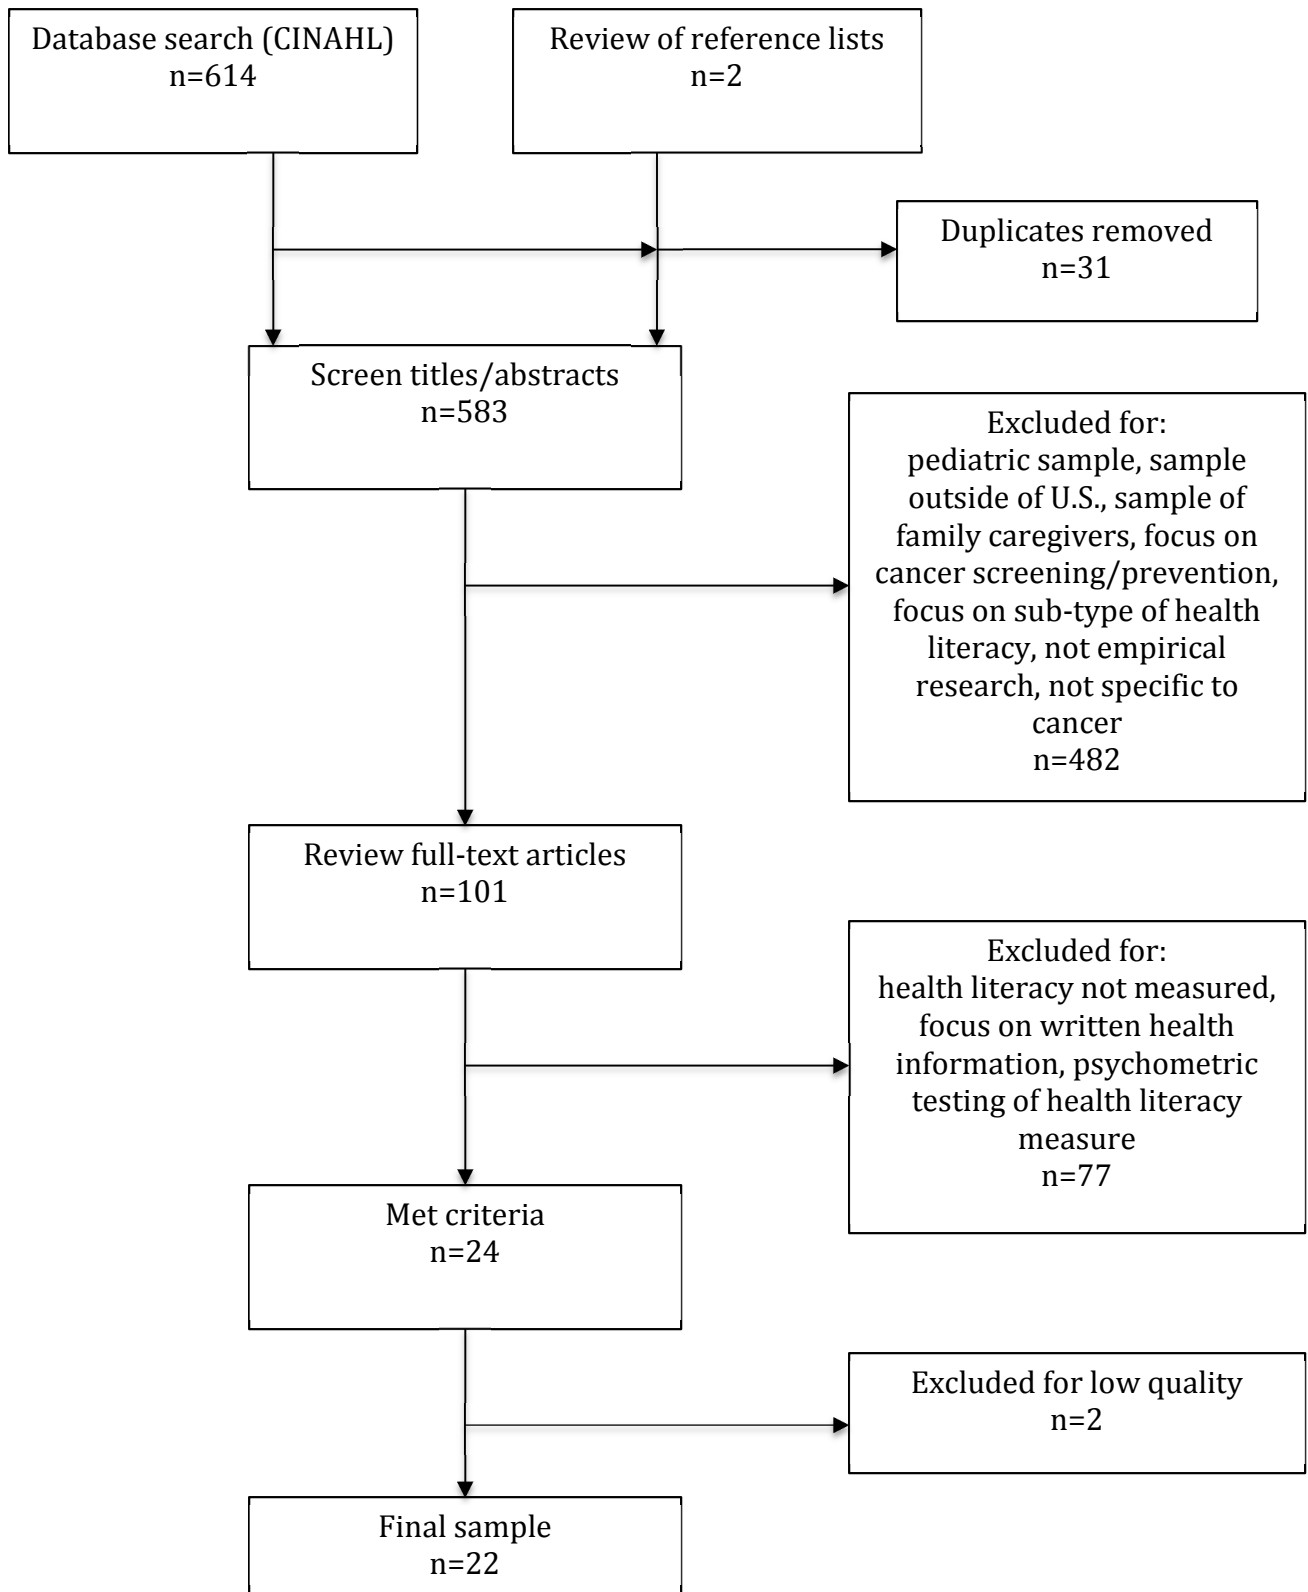 Database search (CINAHL)
n=614
Review of reference lists
n=2
Duplicates removed
n=31
Screen titles/abstracts
n=583
Excluded for:
pediatric sample, sample
outside of U.S., sample of
family caregivers, focus on
cancer screening/prevention,
focus on sub-type of health
literacy, not empirical
research, not specific to
cancer
n=482
Review full-text articles
n=101
Excluded for:
health literacy not measured,
focus on written health
information, psychometric
testing of health literacy
measure
n=77
Met criteria
n=24
Excluded for low quality
n=2
Final sample
n=22